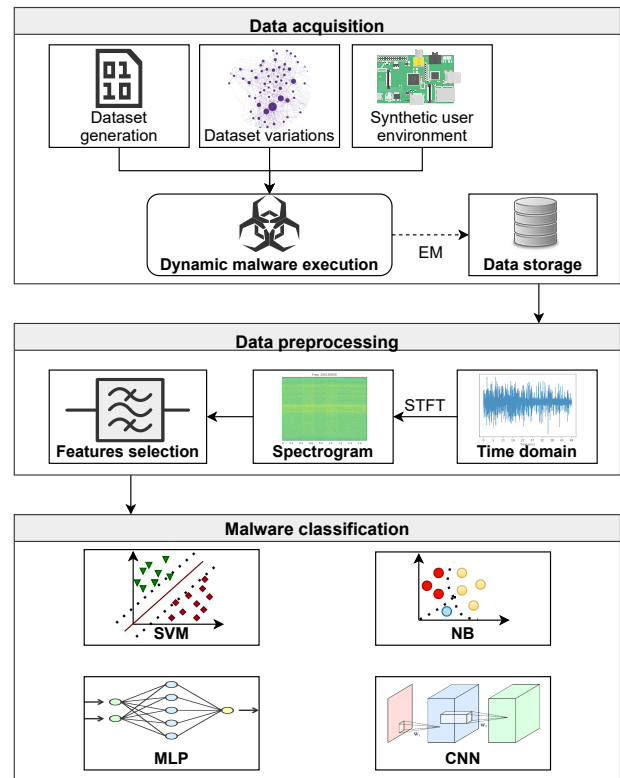 Data acquisition
01
10
Dataset
generation
Dataset variations
Synthetic user
environment
Dynamic malware execution
EM
Data storage
Data preprocessing
Features selection
Spectrogram
STFT
Time domain
Malware classification
SVM
NB
MLP
CNN